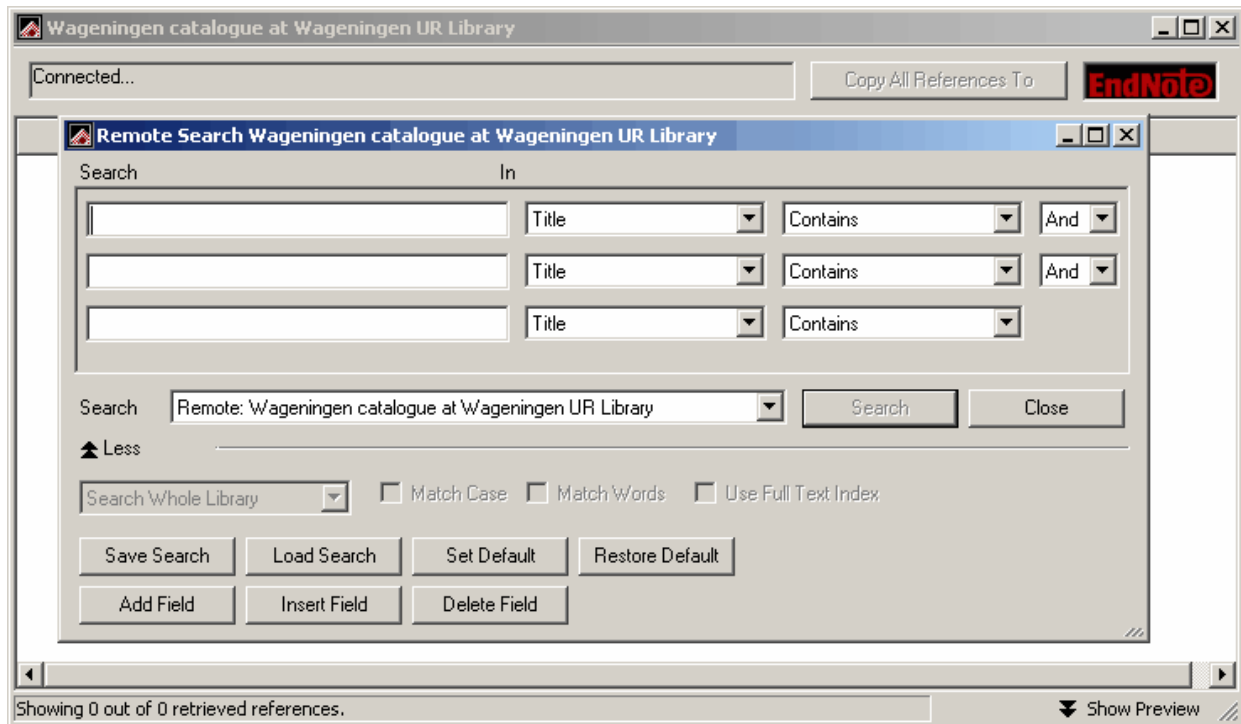 Wageningen catalogue at Wageningen UR Library
Connected...
Copy All References To
EndNote
Remote Search Wageningen catalogue at Wageningen UR Library
Search In
Title Contains And
Title Contains And
Title Contains
Search Remote: Wageningen catalogue at Wageningen UR Library Search Close
Less
Search Whole Library Match Case Match Words Use Full Text Index
Save Search Load Search Set Default Restore Default
Add Field Insert Field Delete Field
Showing 0 out of 0 retrieved references. Show Preview